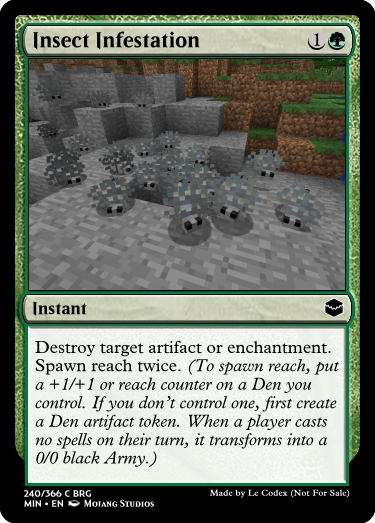 Insect Infestation 1
Instant
Destroy target artifact or enchantment.
Spawn reach twice. (To spawn reach, put
a +1/+1 or reach counter on a Den you
control. If you don't control one, first create
a Den artifact token. When a player casts
no spells on their turn, it transforms into a
0/0 black Army.)
240/366 C BRG
MIN • EN Mojang Studios
Made by Le Codex (Not For Sale)